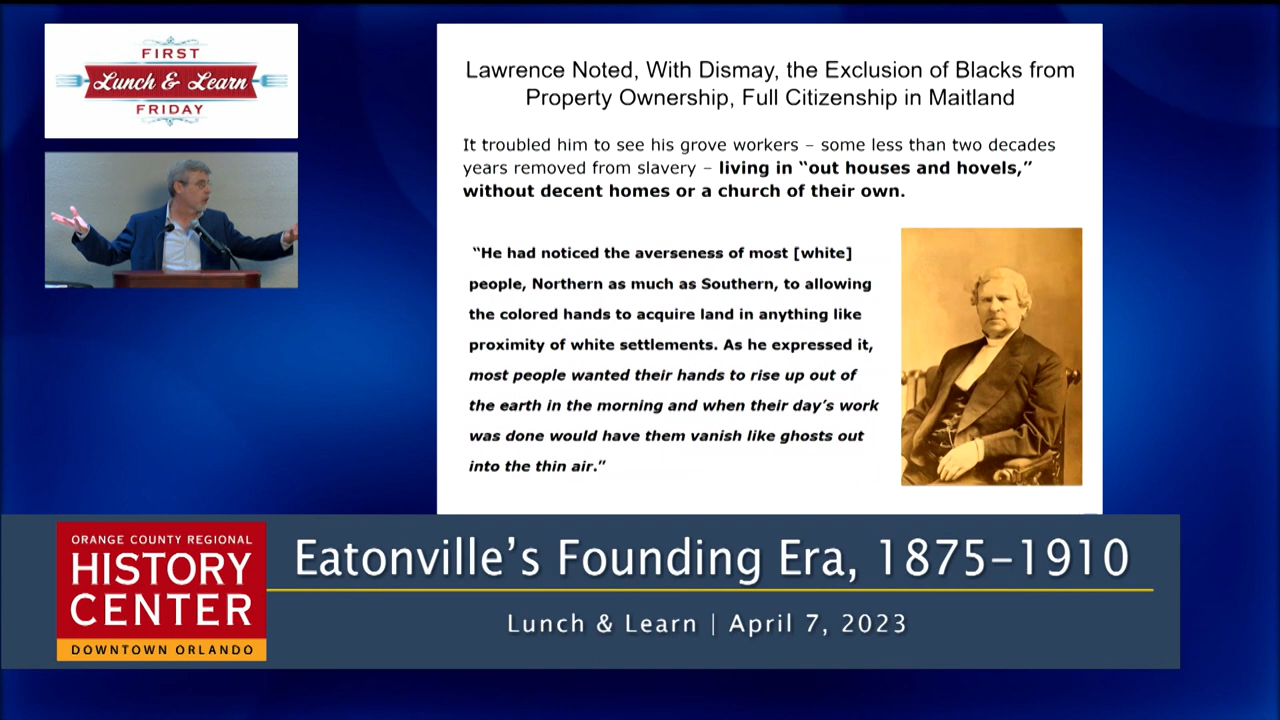 FIRST
Lunch & Learn
FRIDAY
Lawrence Noted, With Dismay, the Exclusion of Blacks from
Property Ownership, Full Citizenship in Maitland
It troubled him to see his grove workers – some less than two decades
years removed from slavery – living in “out houses and hovels,”
without decent homes or a church of their own.
“He had noticed the averseness of most [white]
people, Northern as much as Southern, to allowing
the colored hands to acquire land in anything like
proximity of white settlements. As he expressed it,
most people wanted their hands to rise up out of
the earth in the morning and when their day’s work
was done would have them vanish like ghosts out
into the thin air.”
ORANGE COUNTY REGIONAL
HISTORY
CENTER
DOWNTOWN ORLANDO
Eatonville’s Founding Era, 1875–1910
Lunch & Learn | April 7, 2023